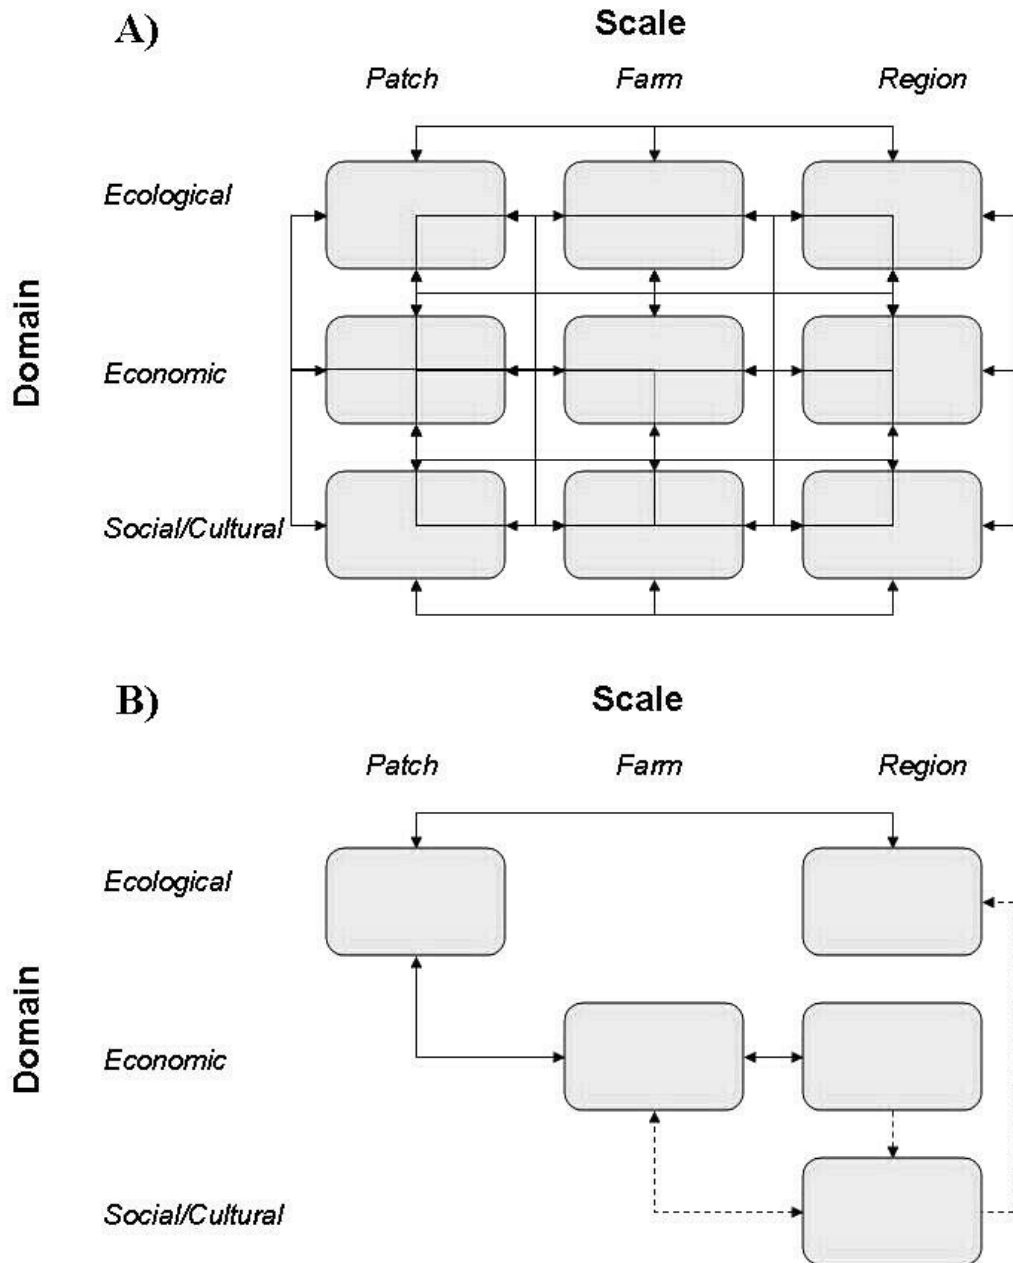 A)
Scale
Patch Farm Region
Ecological
Domain
Economic
Social/Cultural
B)
Scale
Patch Farm Region
Ecological
Domain
Economic
Social/Cultural